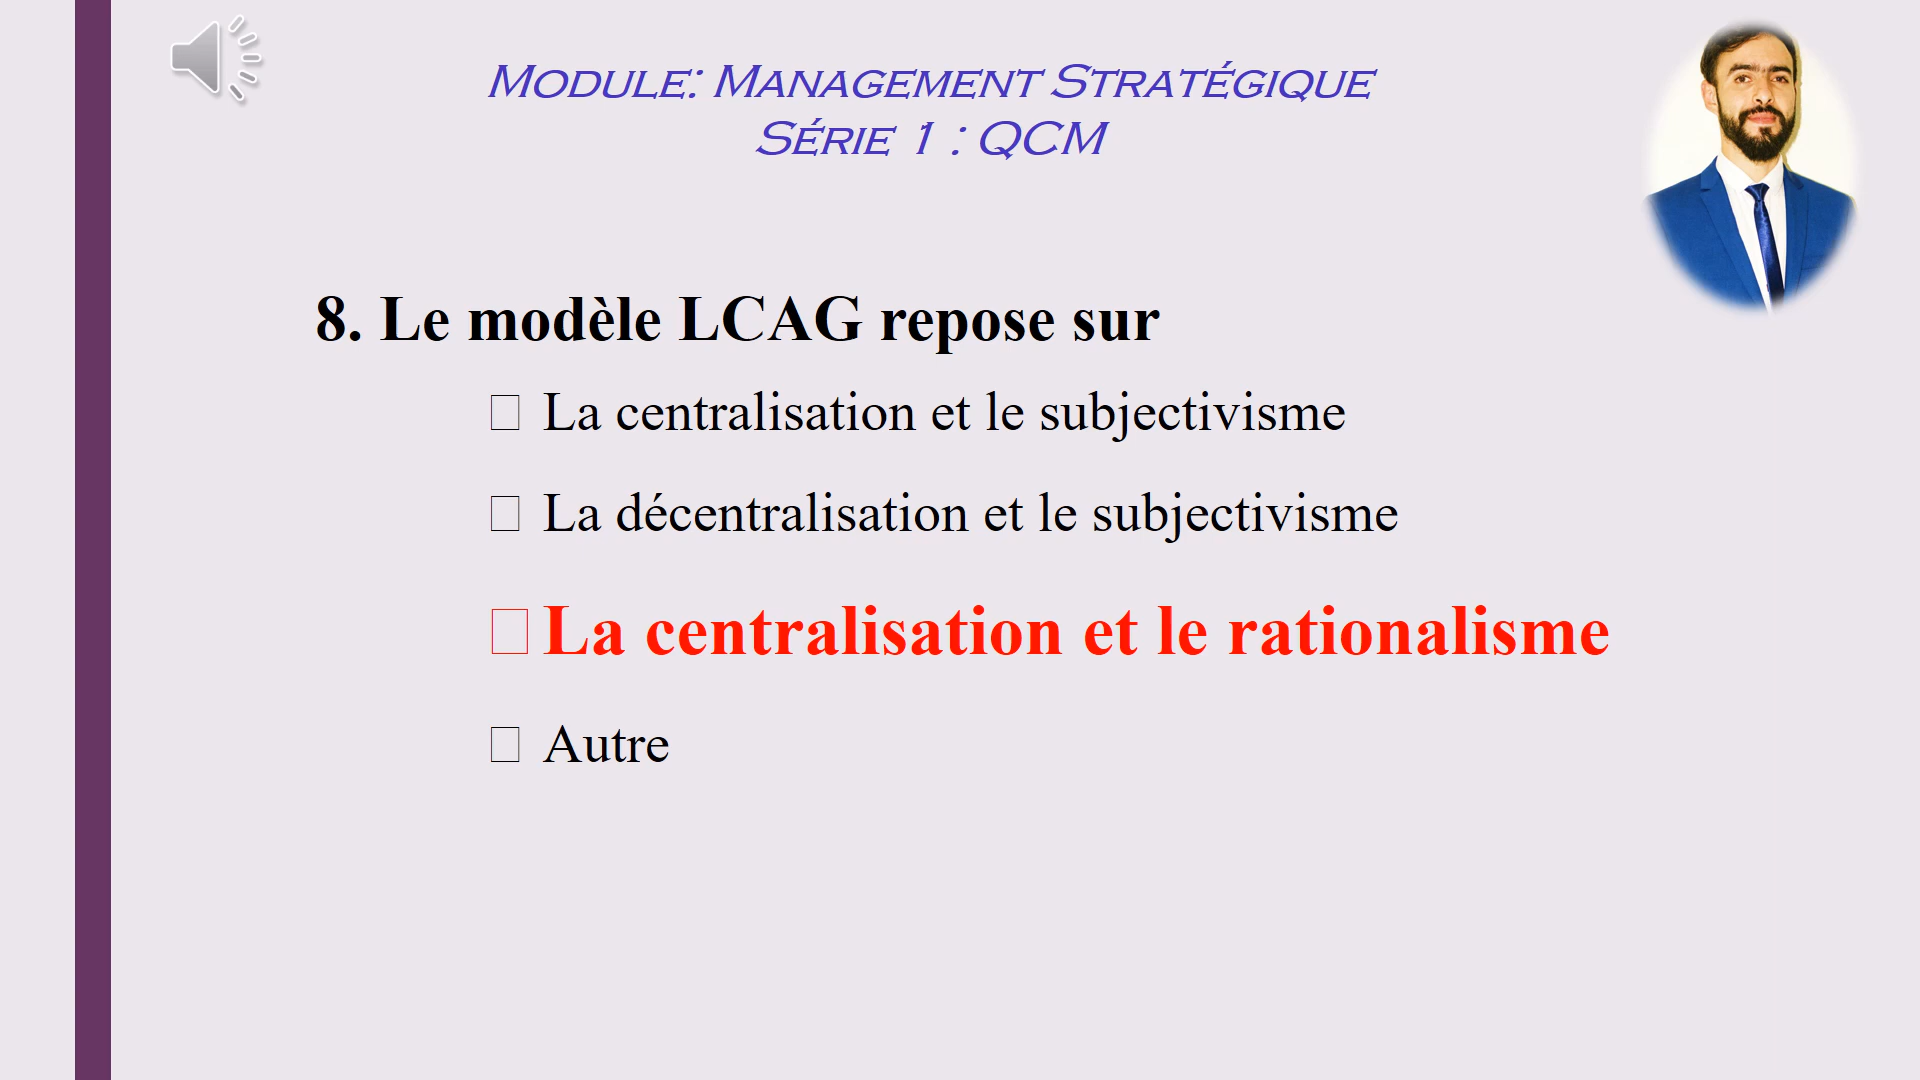 Module: Management Stratégique
Série 1 : QCM
8. Le modèle LCAG repose sur
□ La centralisation et le subjectivisme
□ La décentralisation et le subjectivisme
□ La centralisation et le rationalisme
□ Autre